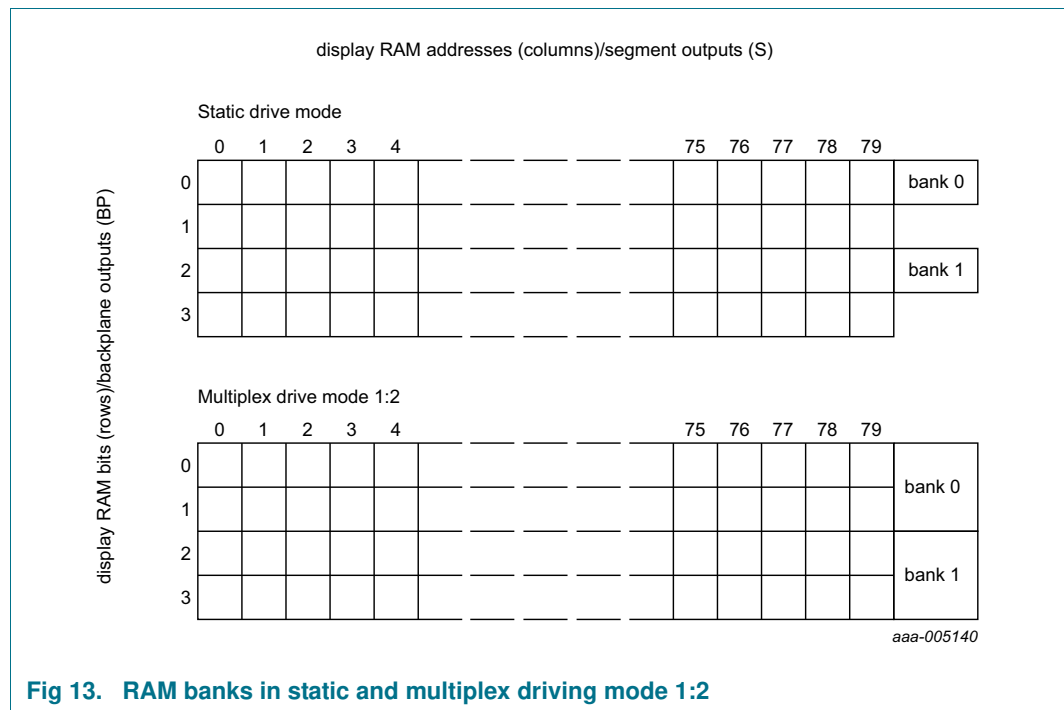 display RAM addresses (columns)/segment outputs (S)
display RAM bits (rows)/backplane outputs (BP)
Static drive mode
0 1 2 3 4 75 76 77 78 79
0 bank 0
1
2 bank 1
3
Multiplex drive mode 1:2
0 1 2 3 4 75 76 77 78 79
0
bank 0
1
2
bank 1
3
aaa-005140
Fig 13. RAM banks in static and multiplex driving mode 1:2